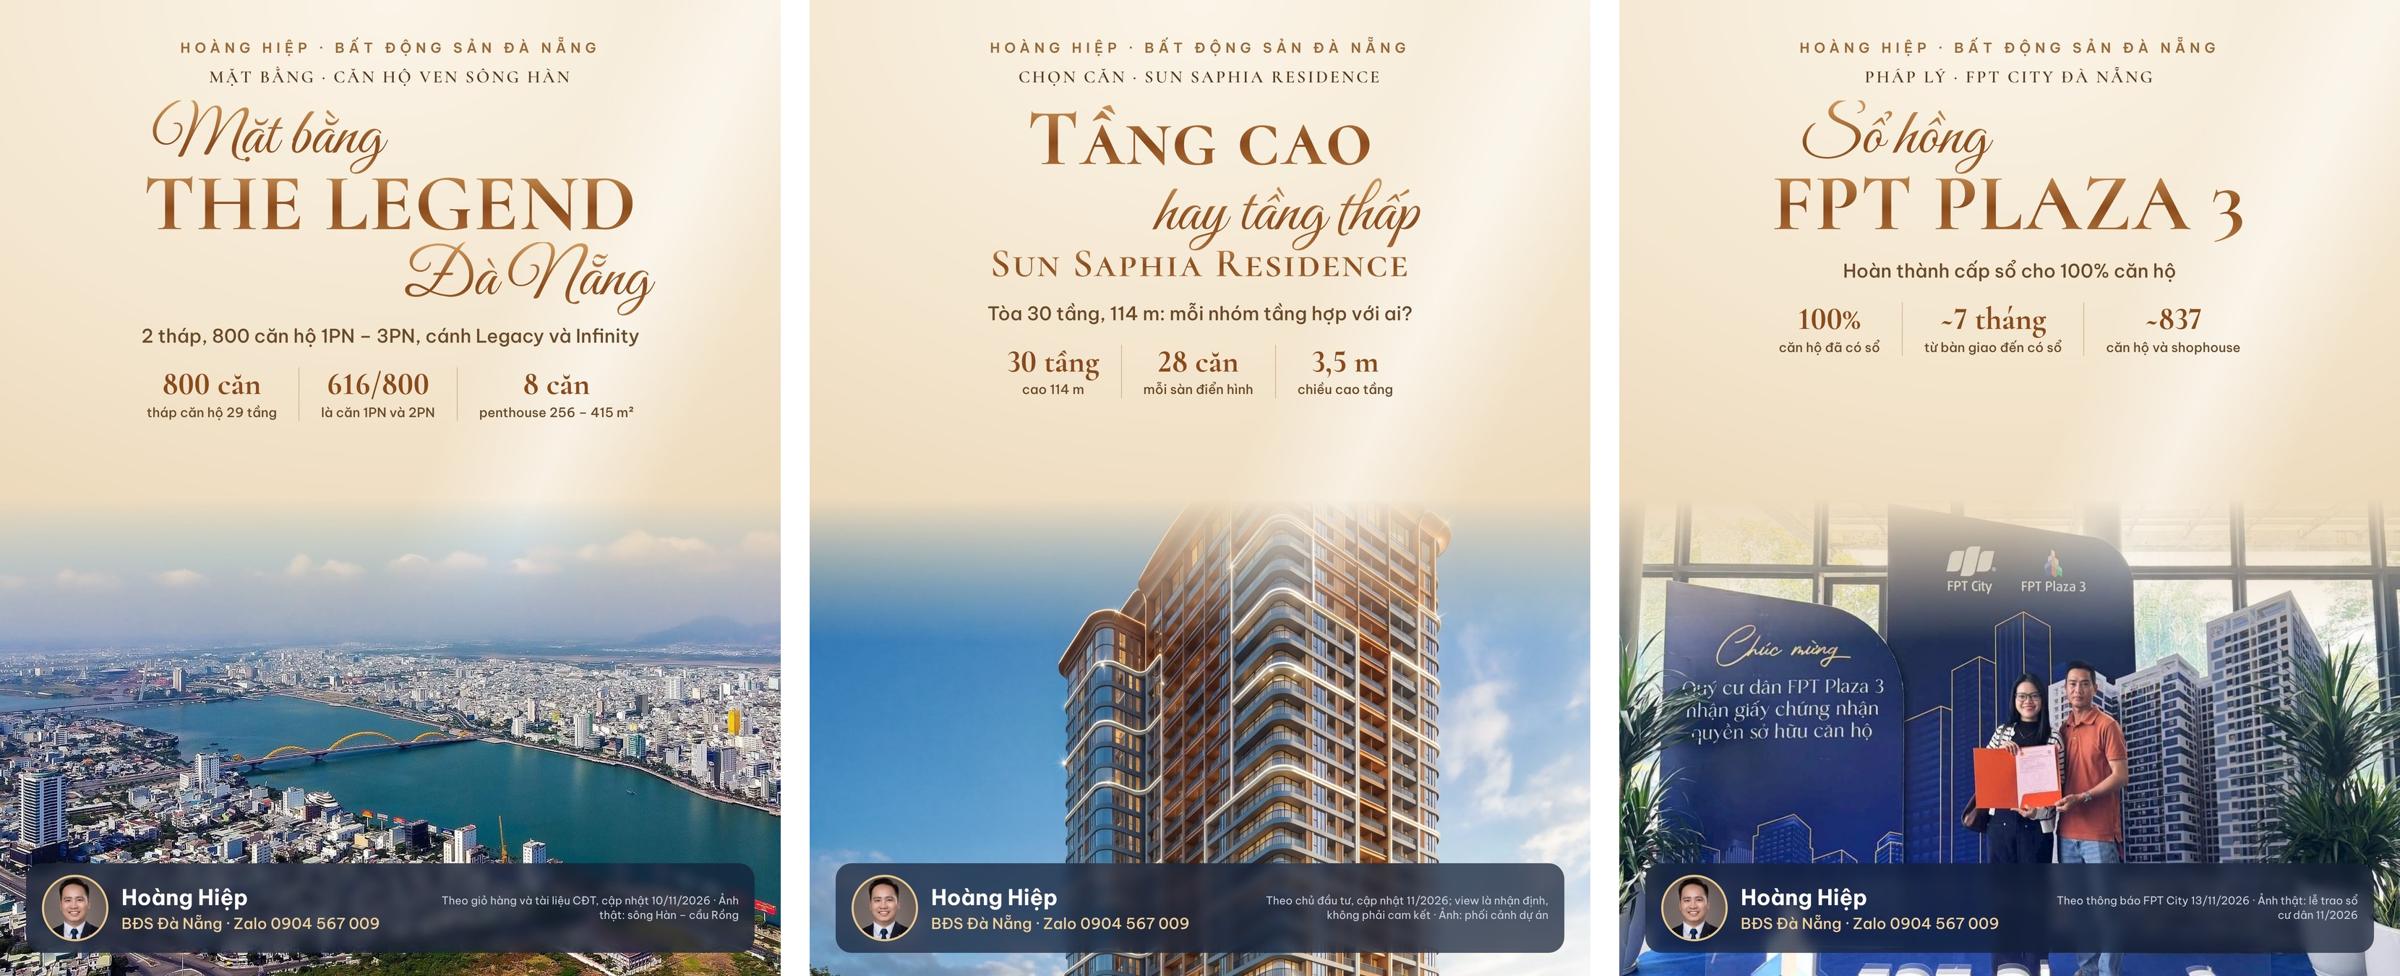 HOÀNG HIỆP · BẤT ĐỘNG SẢN ĐÀ NẴNG
MẶT BẰNG · CĂN HỘ VEN SÔNG HÀN
Mặt bằng
THE LEGEND
Đà Nẵng
2 tháp, 800 căn hộ 1PN – 3PN, cánh Legacy và Infinity
800 căn
tháp căn hộ 29 tầng
616/800
là căn 1PN và 2PN
8 căn
penthouse 256 – 415 m²
Hoàng Hiệp
BĐS Đà Nẵng · Zalo 0904 567 009
Theo giỏ hàng và tài liệu CĐT, cập nhật 10/11/2026 · Ảnh
thật: sông Hàn – cầu Rồng
HOÀNG HIỆP · BẤT ĐỘNG SẢN ĐÀ NẴNG
CHỌN CĂN · SUN SAPHIA RESIDENCE
TẦNG CAO
hay tầng thấp
SUN SAPHIA RESIDENCE
Tòa 30 tầng, 114 m: mỗi nhóm tầng hợp với ai?
30 tầng
cao 114 m
28 căn
mỗi sàn điển hình
3,5 m
chiều cao tầng
Hoàng Hiệp
BĐS Đà Nẵng · Zalo 0904 567 009
Theo chủ đầu tư, cập nhật 11/2026; view là nhận định,
không phải cam kết · Ảnh: phối cảnh dự án
HOÀNG HIỆP · BẤT ĐỘNG SẢN ĐÀ NẴNG
PHÁP LÝ · FPT CITY ĐÀ NẴNG
Sổ hồng
FPT PLAZA 3
Hoàn thành cấp sổ cho 100% căn hộ
100%
căn hộ đã có sổ
~7 tháng
từ bàn giao đến có sổ
~837
căn hộ và shophouse
FPT City
FPT Plaza 3
Chúc mừng
Quý cư dân FPT Plaza 3
nhận giấy chứng nhận
quyền sở hữu căn hộ
Hoàng Hiệp
BĐS Đà Nẵng · Zalo 0904 567 009
Theo thông báo FPT City 13/11/2026 · Ảnh thật: lễ trao sổ
cư dân 11/2026